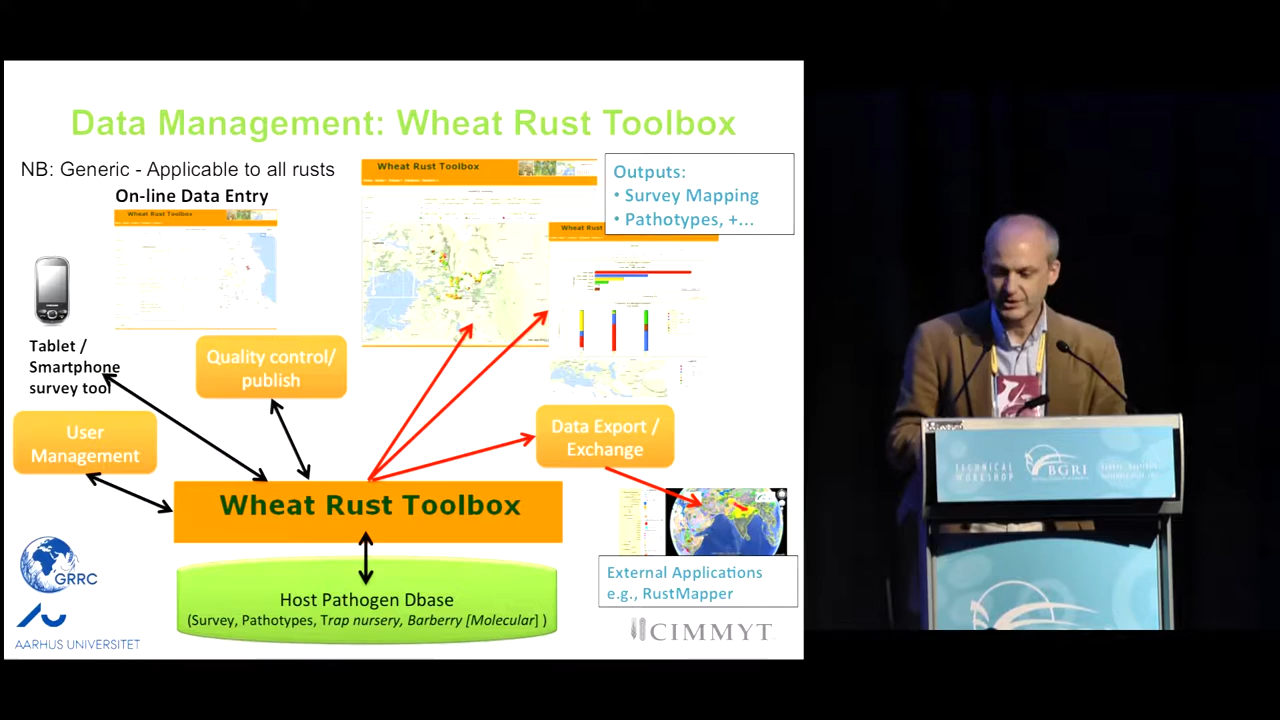 Data Management: Wheat Rust Toolbox
NB: Generic - Applicable to all rusts
On-line Data Entry
Wheat Rust Toolbox
Wheat Rust Toolbox
Outputs:
• Survey Mapping
• Pathotypes, +...
Wheat Rust
Tablet /
Smartphone
survey tool
Quality control/
publish
User
Management
Data Export /
Exchange
Wheat Rust Toolbox
Host Pathogen Dbase
(Survey, Pathotypes, Trap nursery, Barberry [Molecular] )
External Applications
e.g., RustMapper
GRRC
AARHUS UNIVERSITET
CIMMYT
TECHNICAL
WORKSHOP
BGRI